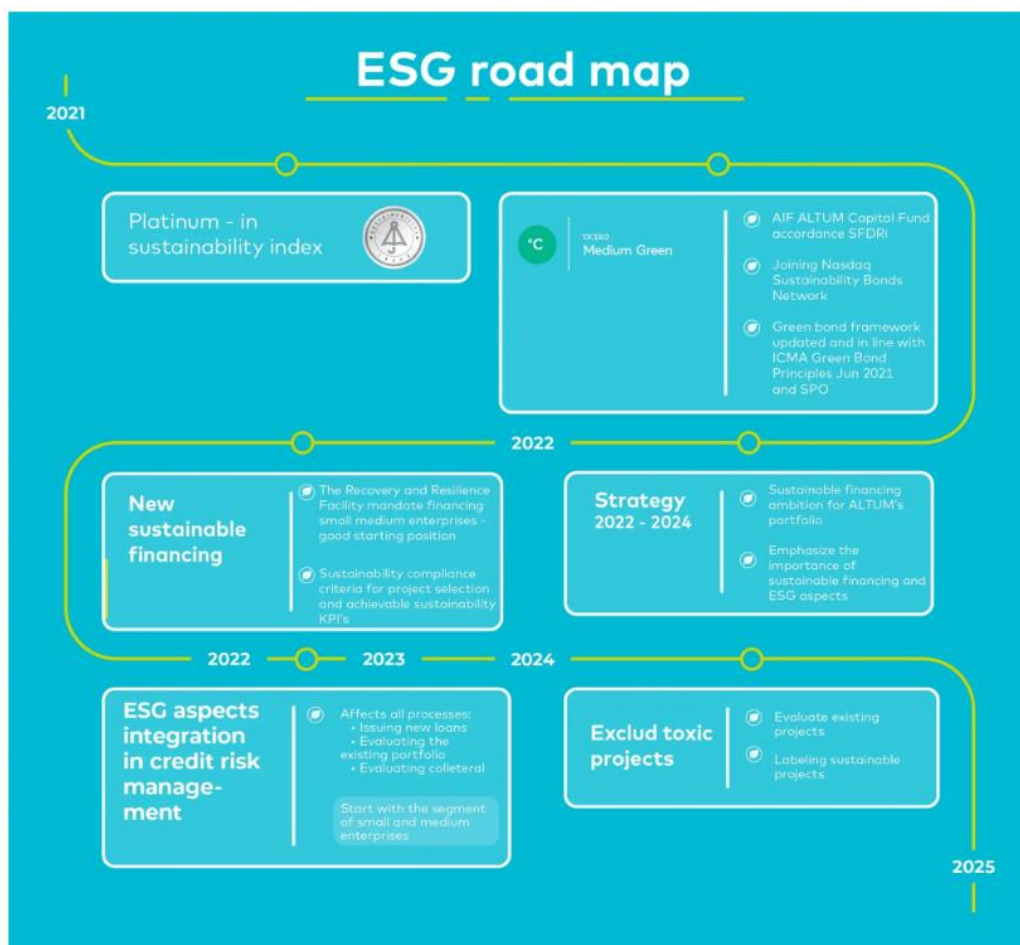 ESG road map
2021
Platinum - in
sustainability index
°C
Medium Green
AIF ALTUM Capital Fund
accordance SFDRi
Joining Nasdaq
Sustainability Bonds
Network
Green bond framework
updated and in line with
ICMA Green Bond
Principles Jun 2021
and SPO
2022
New
sustainable
financing
The Recovery and Resilience
Facility mandate financing
small medium enterprises -
good starting position
Sustainability compliance
criteria for project selection
and achievable sustainability
KPI's
Strategy
2022 - 2024
Sustainable financing
ambition for ALTUM's
portfolio
Emphasize the
importance of
sustainable financing and
ESG aspects
2022
2023
2024
ESG aspects
integration
in credit risk
manage-
ment
Affects all processes:
• Issuing new loans
• Evaluating the
existing portfolio
• Evaluating colleteral
Start with the segment
of small and medium
enterprises
Exclud toxic
projects
Evaluate existing
projects
Labeling sustainable
projects
2025